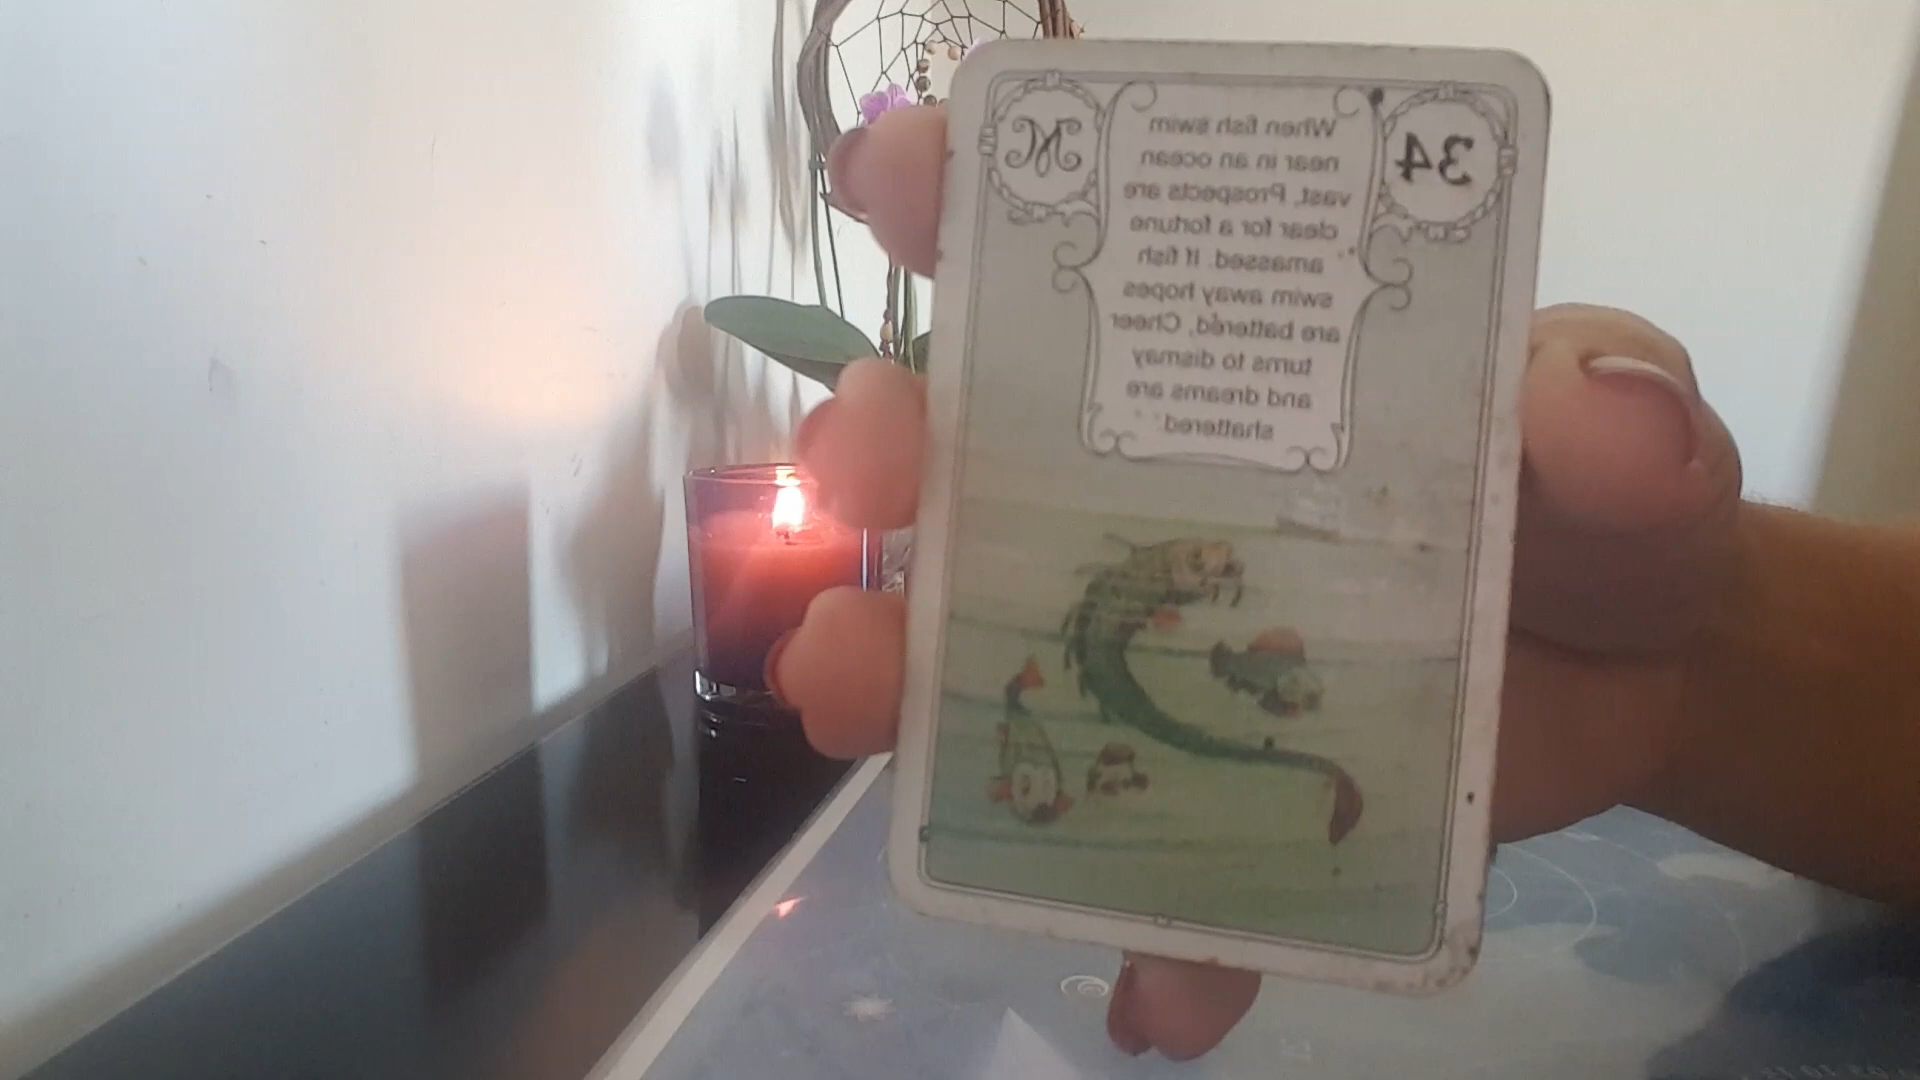 34
M
When fish swim
near in an ocean
vast, Prospects are
clear for a fortune
amassed. If fish
swim away hopes
are battered, Cheer
turns to dismay
and dreams are
shattered.